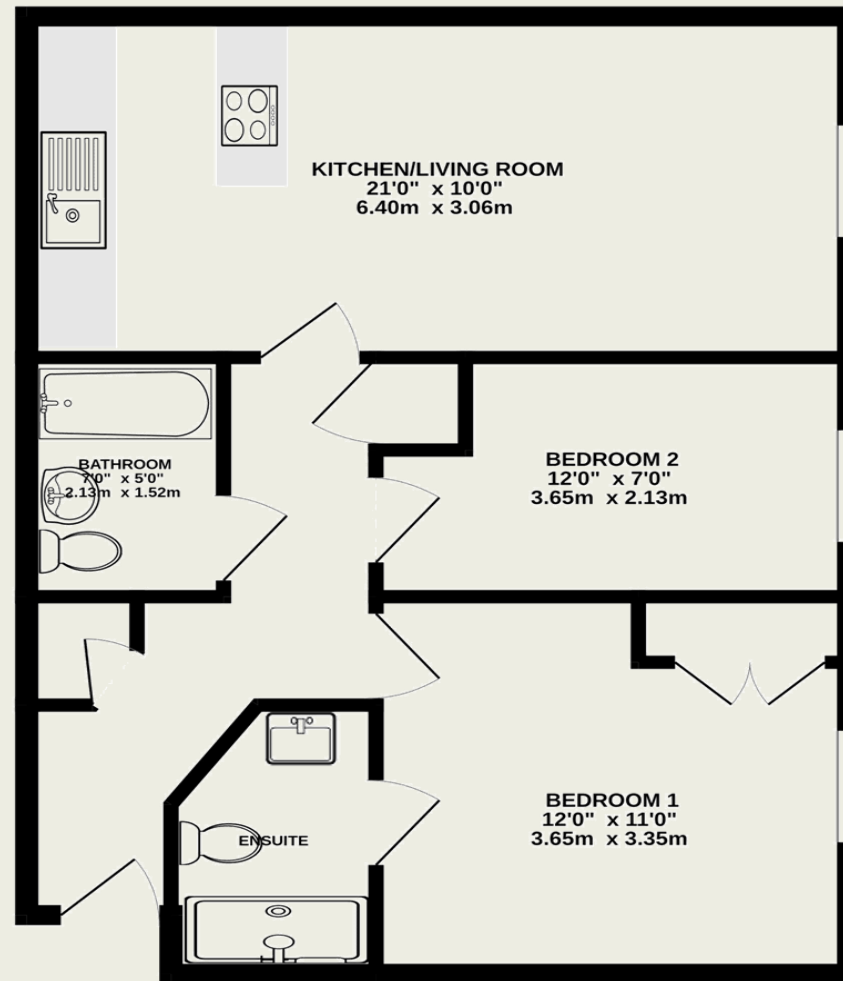 KITCHEN/LIVING ROOM
21'0" x 10'0"
6.40m x 3.06m
BATHROOM
7'0" x 5'0"
2.13m x 1.52m
BEDROOM 2
12'0" x 7'0"
3.65m x 2.13m
BEDROOM 1
12'0" x 11'0"
3.65m x 3.35m
ENSUITE